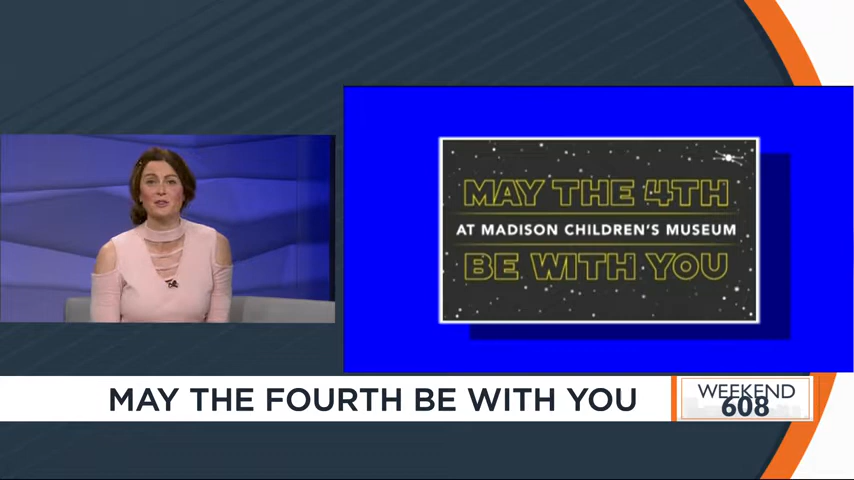 MAY THE 4TH
AT MADISON CHILDREN'S MUSEUM
BE WITH YOU
MAY THE FOURTH BE WITH YOU
WEEKEND
608